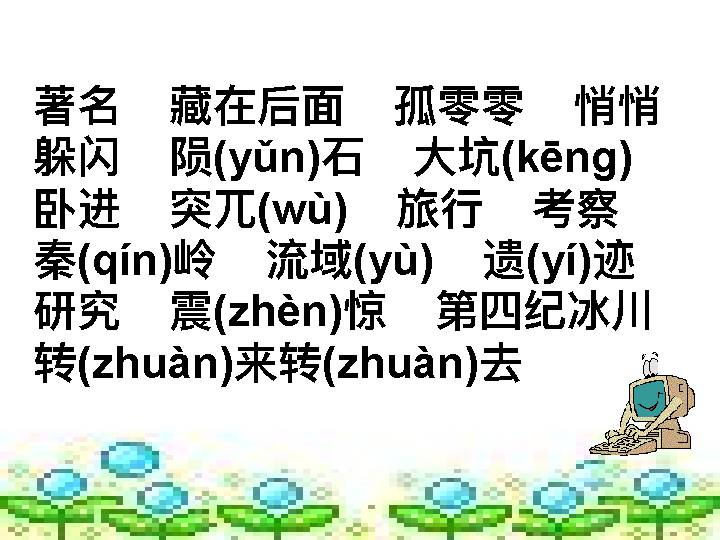 著名 藏在后面 孤零零 悄悄
躲闪 陨(yǔn)石 大坑(kēng)
卧进 突兀(wù) 旅行 考察
秦(qín)岭 流域(yù) 遗(yí)迹
研究 震(zhèn)惊 第四纪冰川
转(zhuàn)来转(zhuàn)去